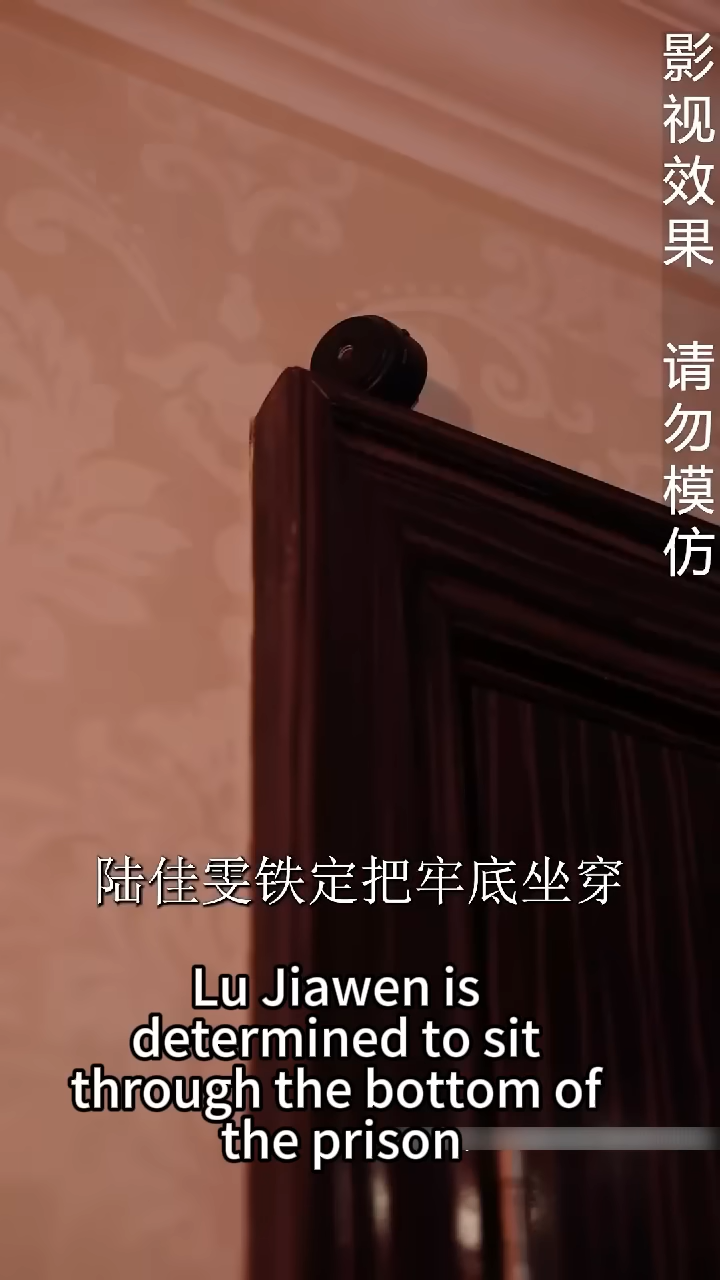 影视效果 请勿模仿
陆佳雯铁定把牢底坐穿
Lu Jiawen is
determined to sit
through the bottom of
the prison